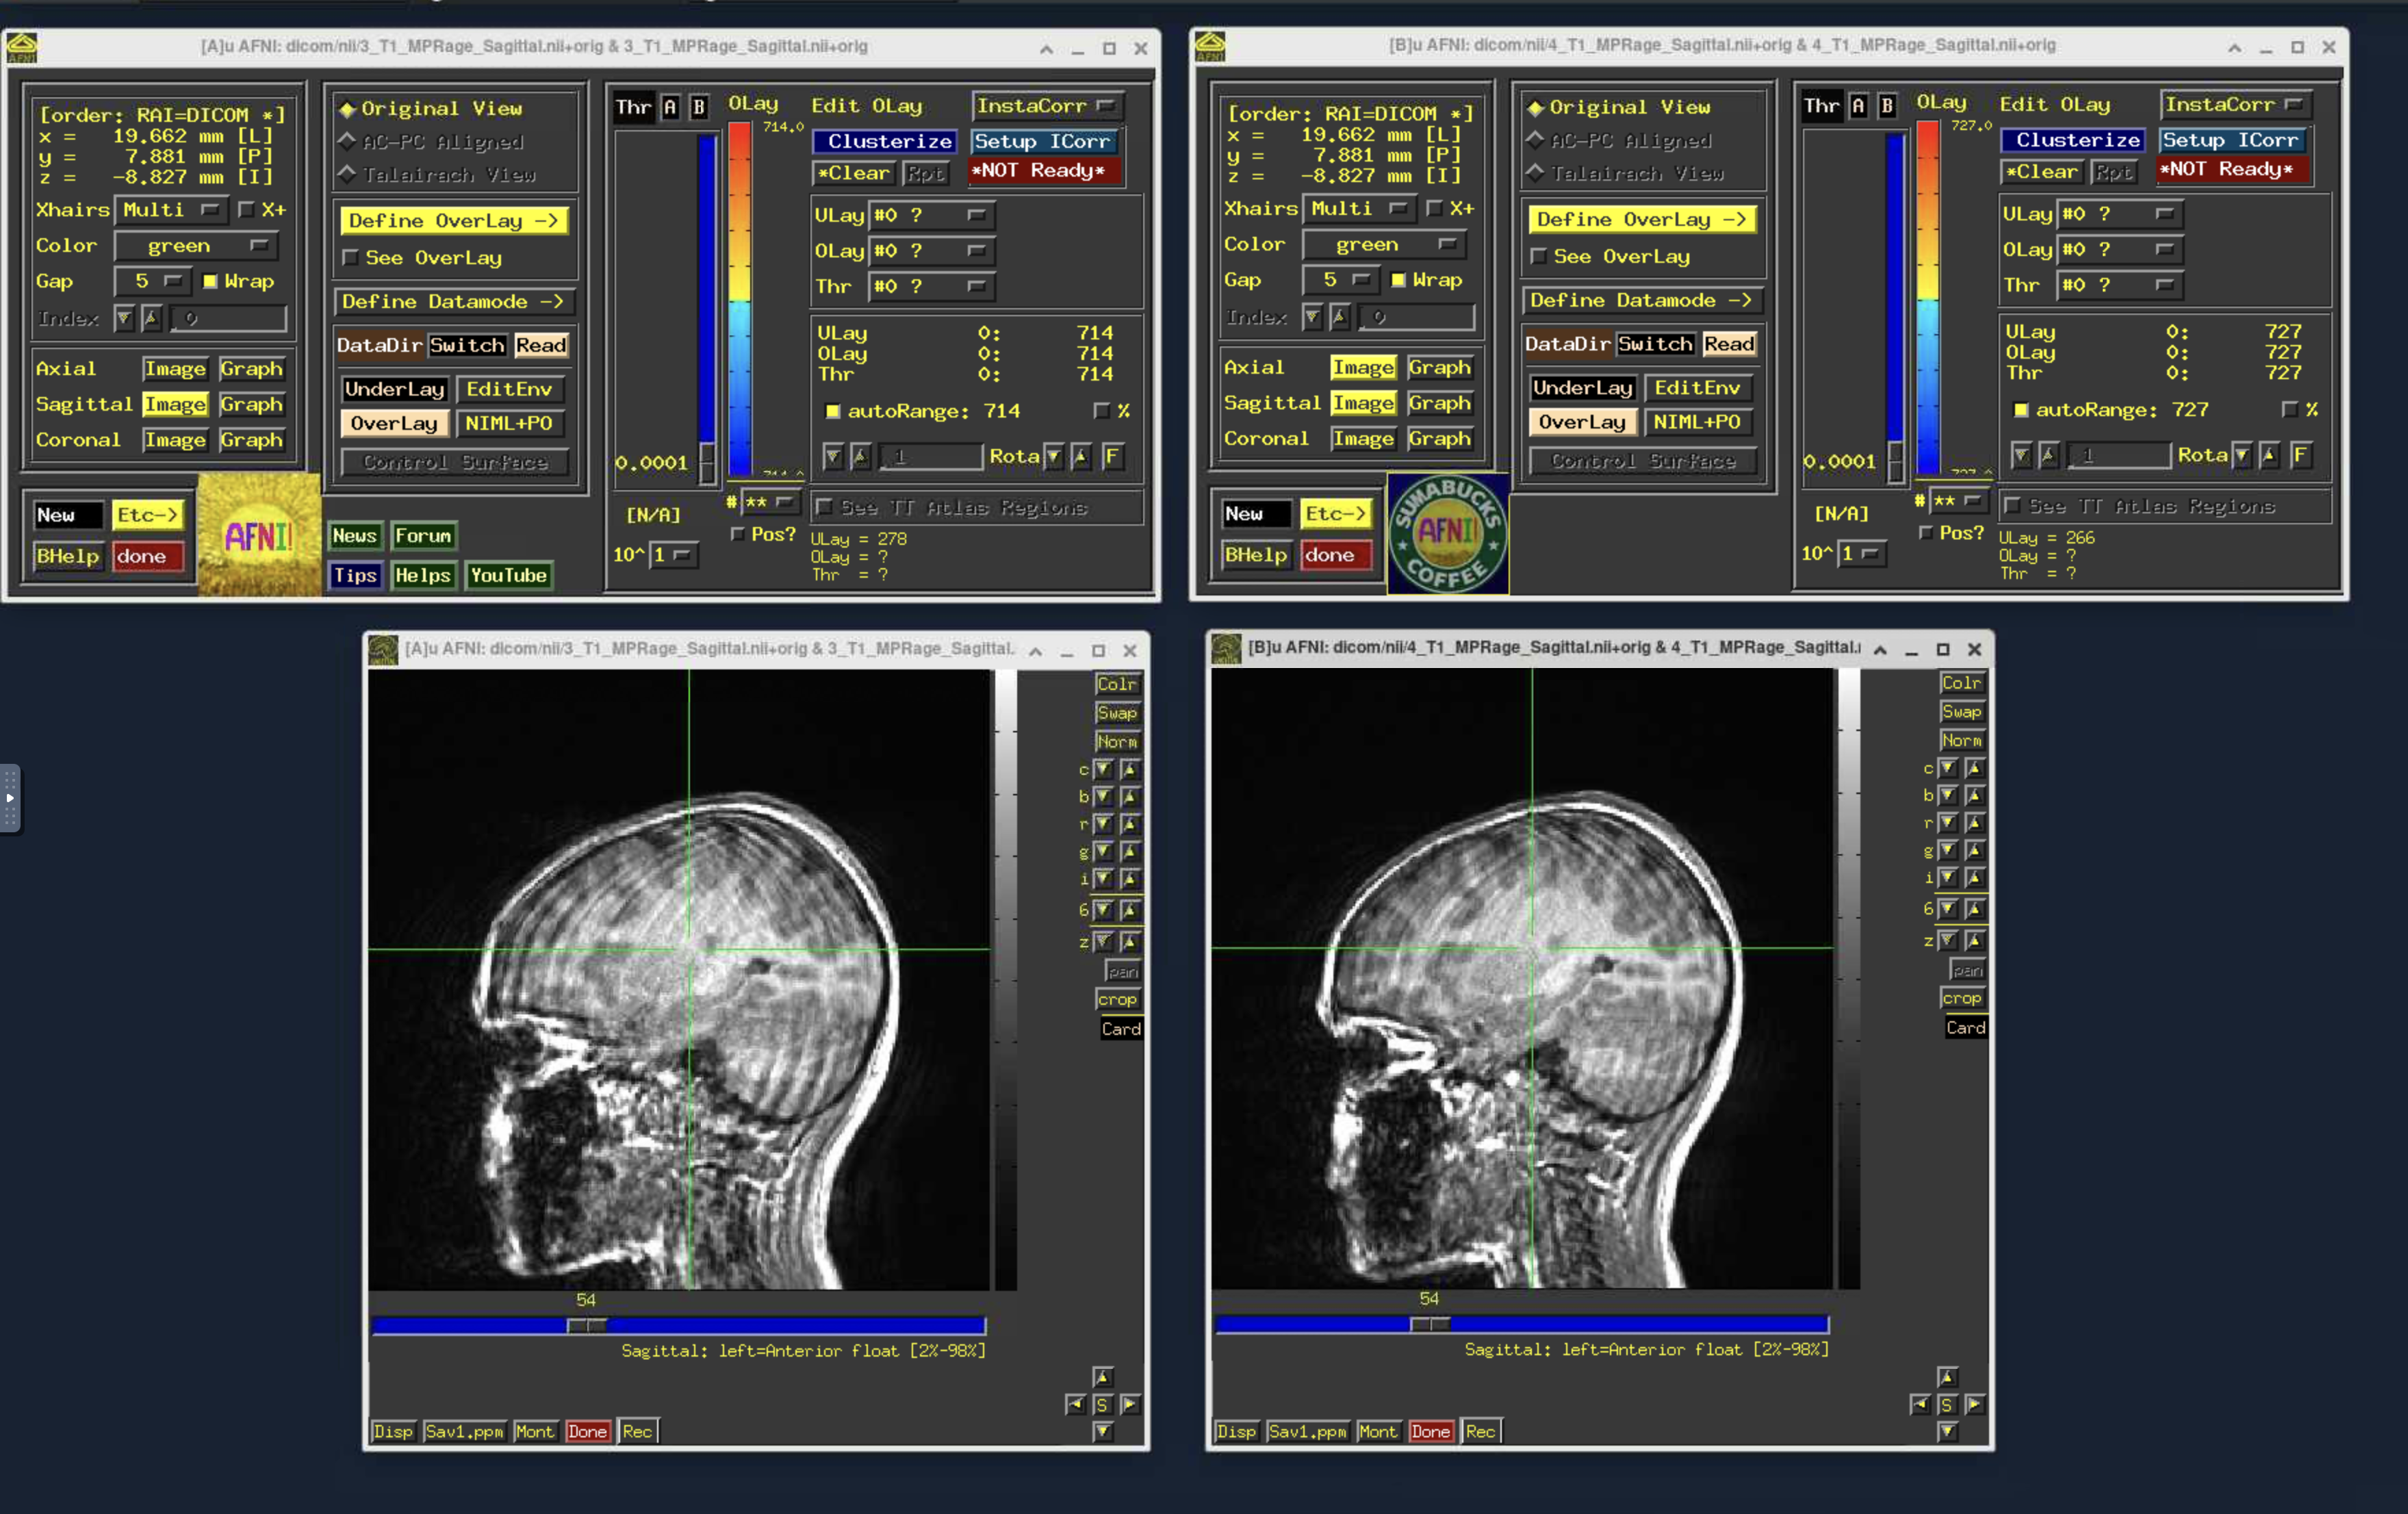 [A]u AFNI: dicom/nii/3_T1_MPRage_Sagittal.nii+orig & 3_T1_MPRage_Sagittal.nii+orig
[order: RAI=DICOM *]
x = 19.662 mm [L]
y = 7.881 mm [P]
z = -8.827 mm [I]
Xhairs Multi X+
Color green
Gap 5 Wrap
Index 0
Axial Image Graph
Sagittal Image Graph
Coronal Image Graph
New Etc->
BHelp done
AFNI!
Original View
AC-PC Aligned
Talairach View
Define OverLay ->
See OverLay
Define Datamode ->
DataDir Switch Read
UnderLay EditEnv
OverLay NIML+PO
Control Surface
News Forum
Tips Helps YouTube
Thr A B OLay
714.0
0.0001
[N/A]
10^ 1
# **
Pos?
Edit OLay InstaCorr
Clusterize Setup ICorr
*Clear Rpt *NOT Ready*
ULay #0 ?
OLay #0 ?
Thr #0 ?
ULay 0: 714
OLay 0: 714
Thr 0: 714
autoRange: 714 %
1 Rota F
See TT Atlas Regions
ULay = 278
OLay = ?
Thr = ?
[B]u AFNI: dicom/nii/4_T1_MPRage_Sagittal.nii+orig & 4_T1_MPRage_Sagittal.nii+orig
[order: RAI=DICOM *]
x = 19.662 mm [L]
y = 7.881 mm [P]
z = -8.827 mm [I]
Xhairs Multi X+
Color green
Gap 5 Wrap
Index 0
Axial Image Graph
Sagittal Image Graph
Coronal Image Graph
New Etc->
BHelp done
SUMABUCKS
AFNI!
COFFEE
Original View
AC-PC Aligned
Talairach View
Define OverLay ->
See OverLay
Define Datamode ->
DataDir Switch Read
UnderLay EditEnv
OverLay NIML+PO
Control Surface
Thr A B OLay
727.0
0.0001
[N/A]
10^ 1
# **
Pos?
Edit OLay InstaCorr
Clusterize Setup ICorr
*Clear Rpt *NOT Ready*
ULay #0 ?
OLay #0 ?
Thr #0 ?
ULay 0: 727
OLay 0: 727
Thr 0: 727
autoRange: 727 %
1 Rota F
See TT Atlas Regions
ULay = 266
OLay = ?
Thr = ?
[A]u AFNI: dicom/nii/3_T1_MPRage_Sagittal.nii+orig & 3_T1_MPRage_Sagittal.
Colr
Swap
Norm
c
b
r
g
i
6
z
pan
crop
Card
54
Sagittal: left=Anterior float [2%-98%]
S
Disp Sav1.ppm Mont Done Rec
[B]u AFNI: dicom/nii/4_T1_MPRage_Sagittal.nii+orig & 4_T1_MPRage_Sagittal.
Colr
Swap
Norm
c
b
r
g
i
6
z
pan
crop
Card
54
Sagittal: left=Anterior float [2%-98%]
S
Disp Sav1.ppm Mont Done Rec